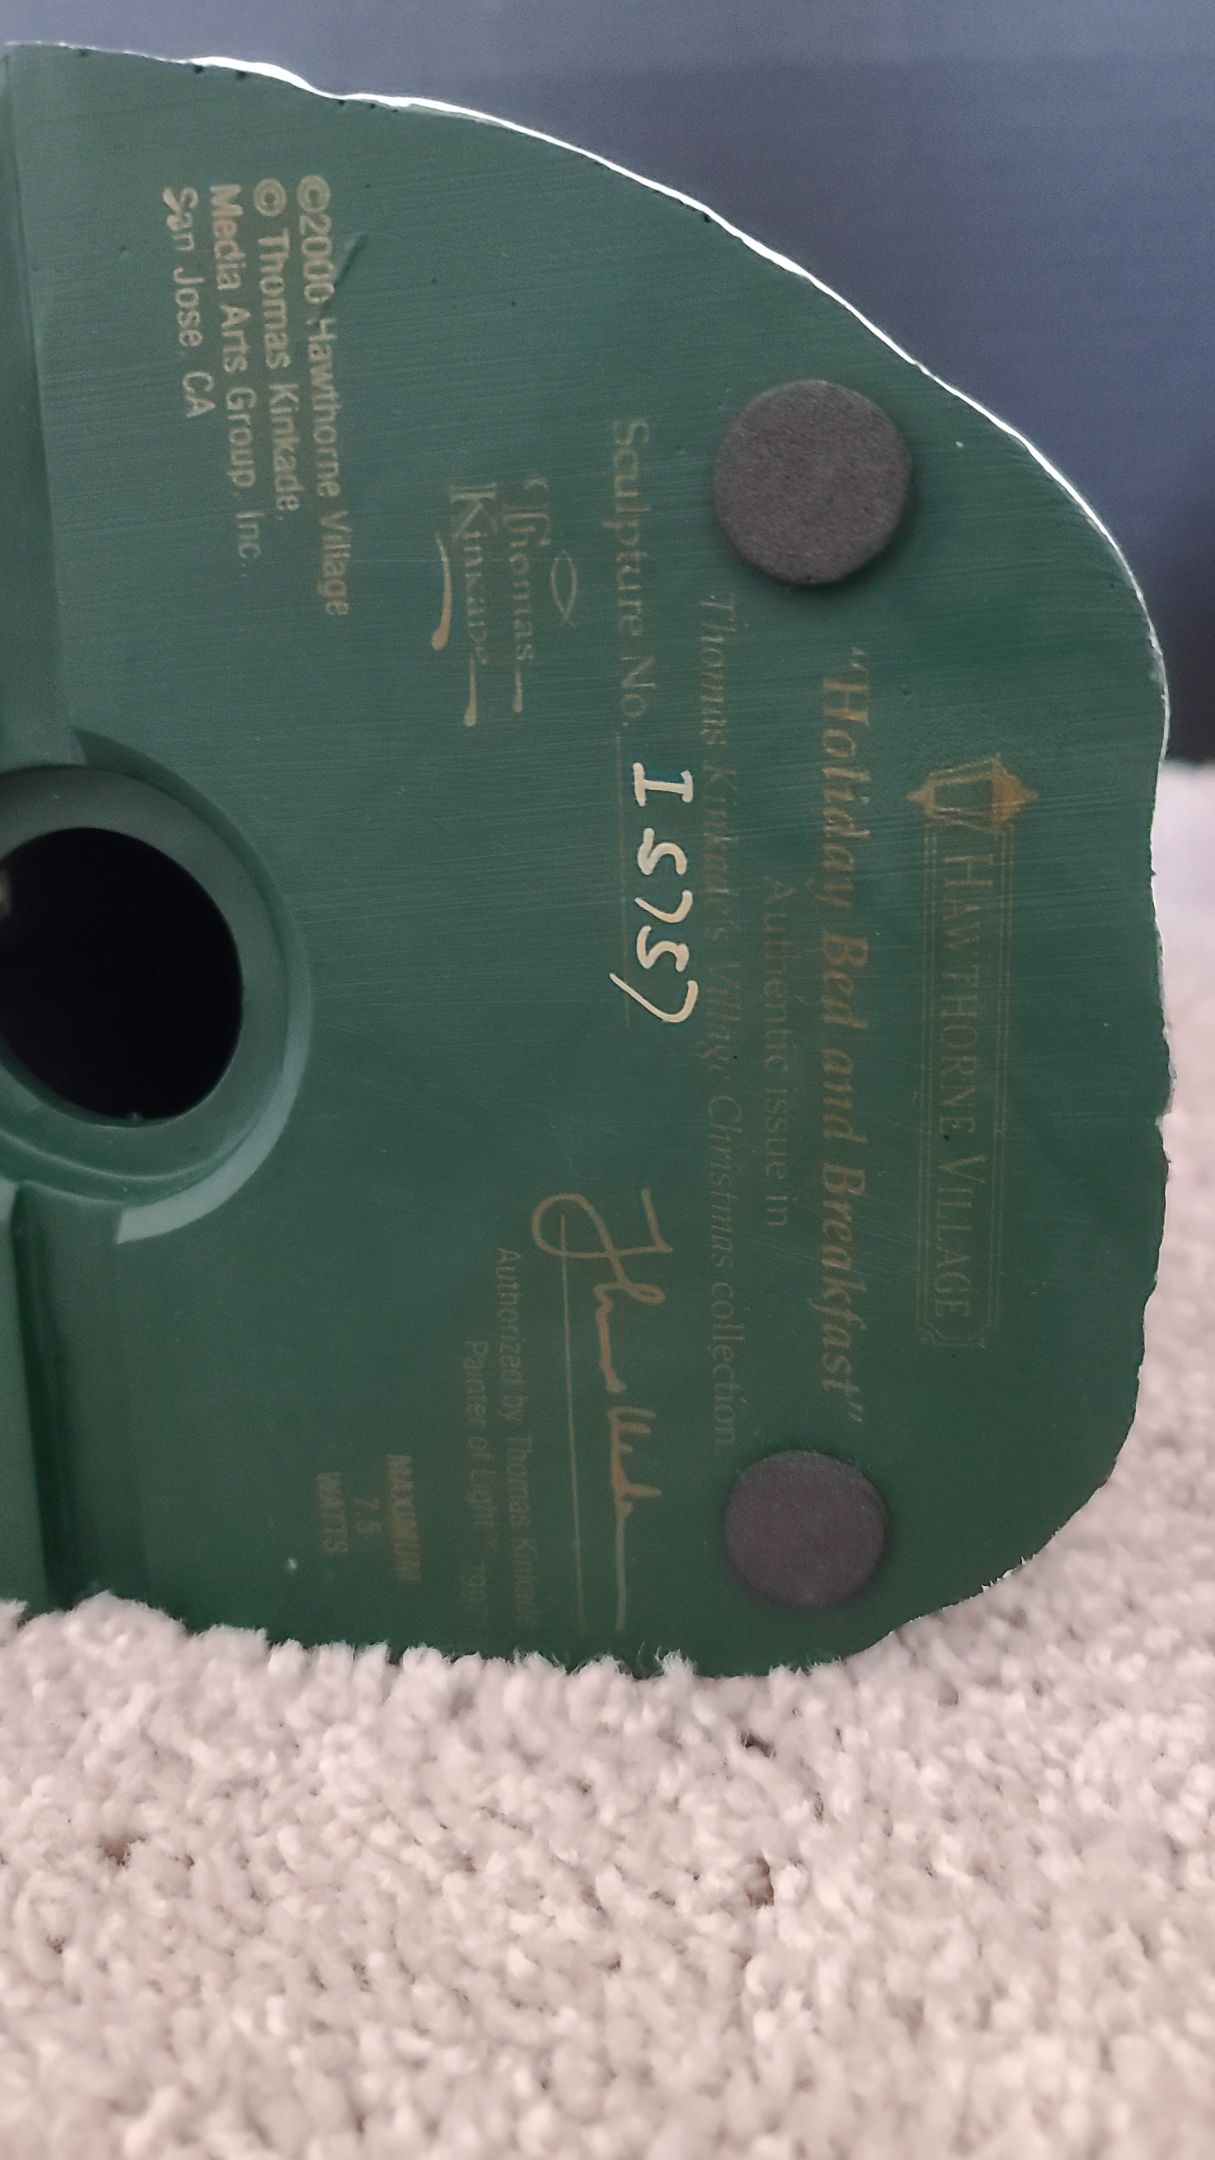 HAWTHORNE VILLAGE
"Holiday Bed and Breakfast"
Authentic issue in
Thomas Kinkade's Village Christmas collection
Sculpture No. I5757
Thomas
Kinkade
Authorized by Thomas Kinkade
Painter of Light
MAXIMUM
7.5
WATTS
©2000 Hawthorne Village
© Thomas Kinkade,
Media Arts Group, Inc.,
San Jose, CA